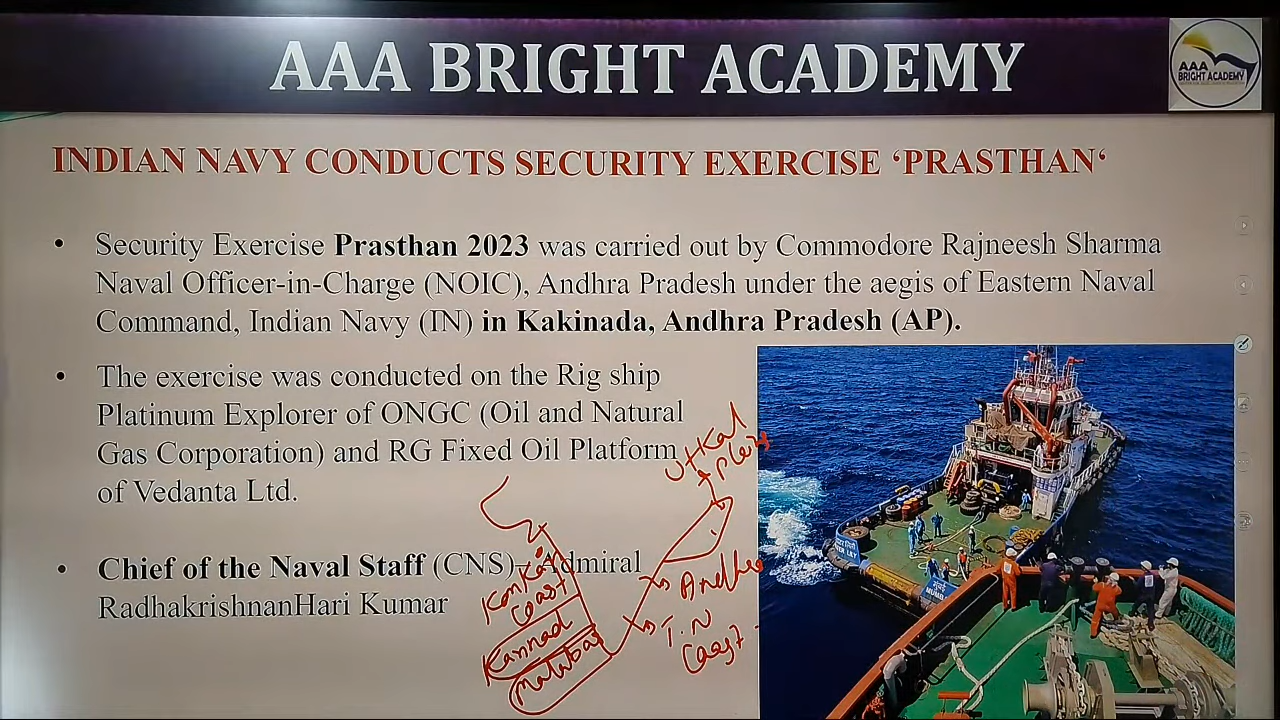 AAA BRIGHT ACADEMY
AAA
BRIGHT ACADEMY
INDIAN NAVY CONDUCTS SECURITY EXERCISE ‘PRASTHAN‘
• Security Exercise Prasthan 2023 was carried out by Commodore Rajneesh Sharma
Naval Officer-in-Charge (NOIC), Andhra Pradesh under the aegis of Eastern Naval
Command, Indian Navy (IN) in Kakinada, Andhra Pradesh (AP).
• The exercise was conducted on the Rig ship
Platinum Explorer of ONGC (Oil and Natural
Gas Corporation) and RG Fixed Oil Platform
of Vedanta Ltd.
• Chief of the Naval Staff (CNS)- Admiral
RadhakrishnanHari Kumar
Utkal
Konkan
Coast
Kannad
Malabar
Andhra
T.N
Coast